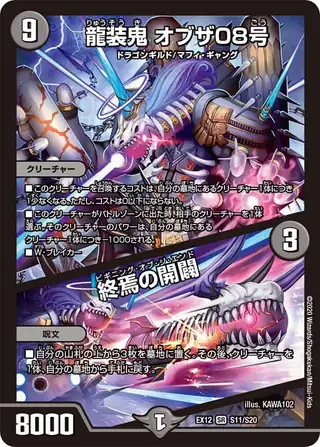 9
りゅうそうき ごう
龍装鬼 オブザ08号
ドラゴンギルド/マフィ・ギャング
クリーチャー
■このクリーチャーを召喚するコストは、自分の墓地にあるクリーチャー1体につき
1少なくなる。ただし、コストは0以下にならない。
■このクリーチャーがバトルゾーンに出た時、相手のクリーチャーを1体
選ぶ。そのクリーチャーのパワーは、自分の墓地にある
クリーチャー1体につき-1000される。
■W・ブレイカー
3
ビギニング・オブ・ジ・エンド
終焉の開闢
呪文
■自分の山札の上から3枚を墓地に置く。その後、クリーチャーを
1体、自分の墓地から手札に戻す。
illus. KAWA102
8000
1
EX12 SR S11/S20
©2020 Wizards/Shogakukan/Mitsui-Kids